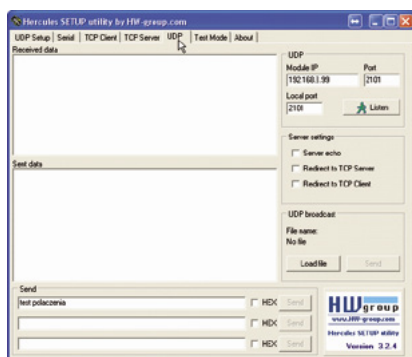 Hercules SETUP utility by HW-group.com
UDP Setup | Serial | TCP Client | TCP Server | UDP | Test Mode | About
Received data
UDP
Module IP
Port
192.168.1.99
2101
Local port
2101
Listen
Server settings
Server echo
Redirect to TCP Server
Redirect to TCP Client
Sent data
UDP broadcast
File name:
No file
Load file
Send
Send
test polaczenia
HEX
Send
HEX
Send
HEX
Send
HWgroup
www.HW-group.com
Hercules SETUP utility
Version 3.2.4